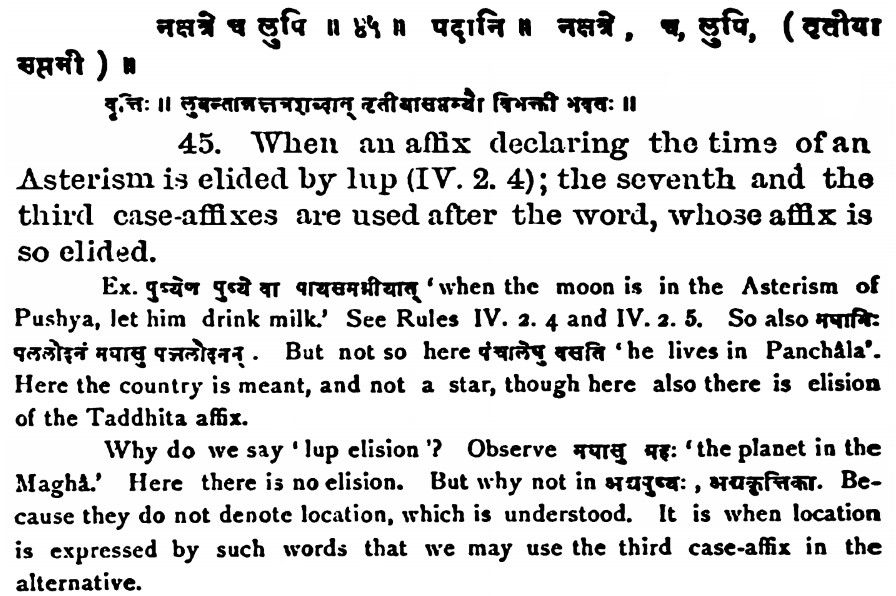 नक्षत्रे च लुपि ॥ ४५ ॥ पदानि ॥ नक्षत्रे , च, लुपि, ( तृतीया
सप्तमी ) ॥
वृत्तिः ॥ लुबन्तान्नक्षत्रशब्दात् तृतीयासप्तम्यौ विभक्ती भवतः ॥
45. When an affix declaring the time of an
Asterism is elided by lup (IV. 2. 4); the seventh and the
third case-affixes are used after the word, whose affix is
so elided.
Ex. पुष्येण पुष्ये वा पायसमश्नीयात् ‘when the moon is in the Asterism of
Pushya, let him drink milk.’ See Rules IV. 2. 4 and IV. 2. 5. So also मघाभिः
पललोदनं मघासु पललोदनम् . But not so here पंचालेषु वसति ‘he lives in Panchâla’.
Here the country is meant, and not a star, though here also there is elision
of the Taddhita affix.
Why do we say ‘lup elision’? Observe मघासु ग्रहः ‘the planet in the
Maghâ.’ Here there is no elision. But why not in अद्यपुष्यः , अद्यकृत्तिका. Be-
cause they do not denote location, which is understood. It is when location
is expressed by such words that we may use the third case-affix in the
alternative.